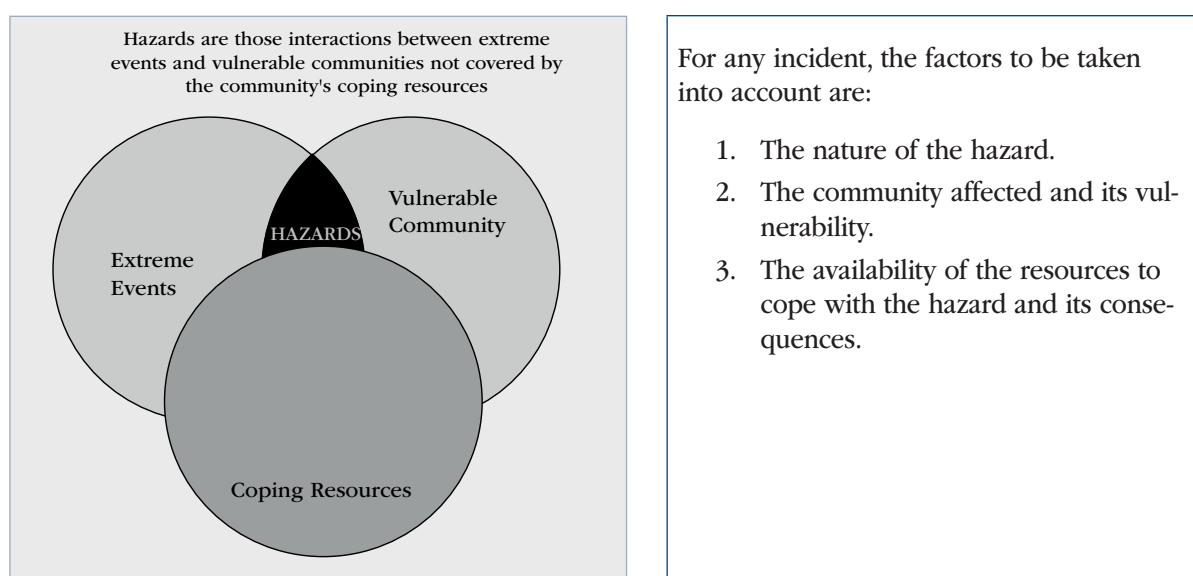 Hazards are those interactions between extreme
events and vulnerable communities not covered by
the community's coping resources
Vulnerable
Community
HAZARDS
Extreme
Events
Coping Resources
For any incident, the factors to be taken
into account are:
1. The nature of the hazard.
2. The community affected and its vul-
nerability.
3. The availability of the resources to
cope with the hazard and its conse-
quences.